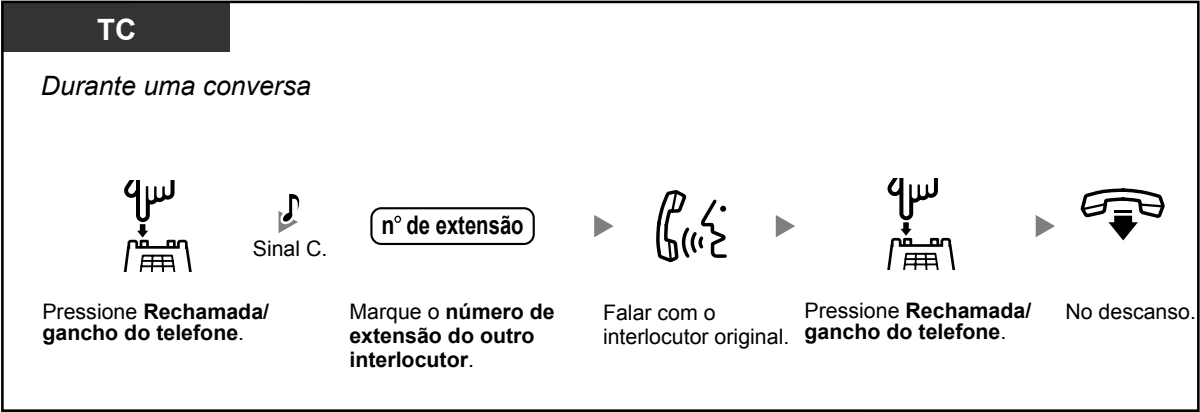 TC
Durante uma conversa
Sinal C.
n° de extensão
Pressione Rechamada/
gancho do telefone.
Marque o número de
extensão do outro
interlocutor.
Falar com o
interlocutor original.
Pressione Rechamada/
gancho do telefone.
No descanso.